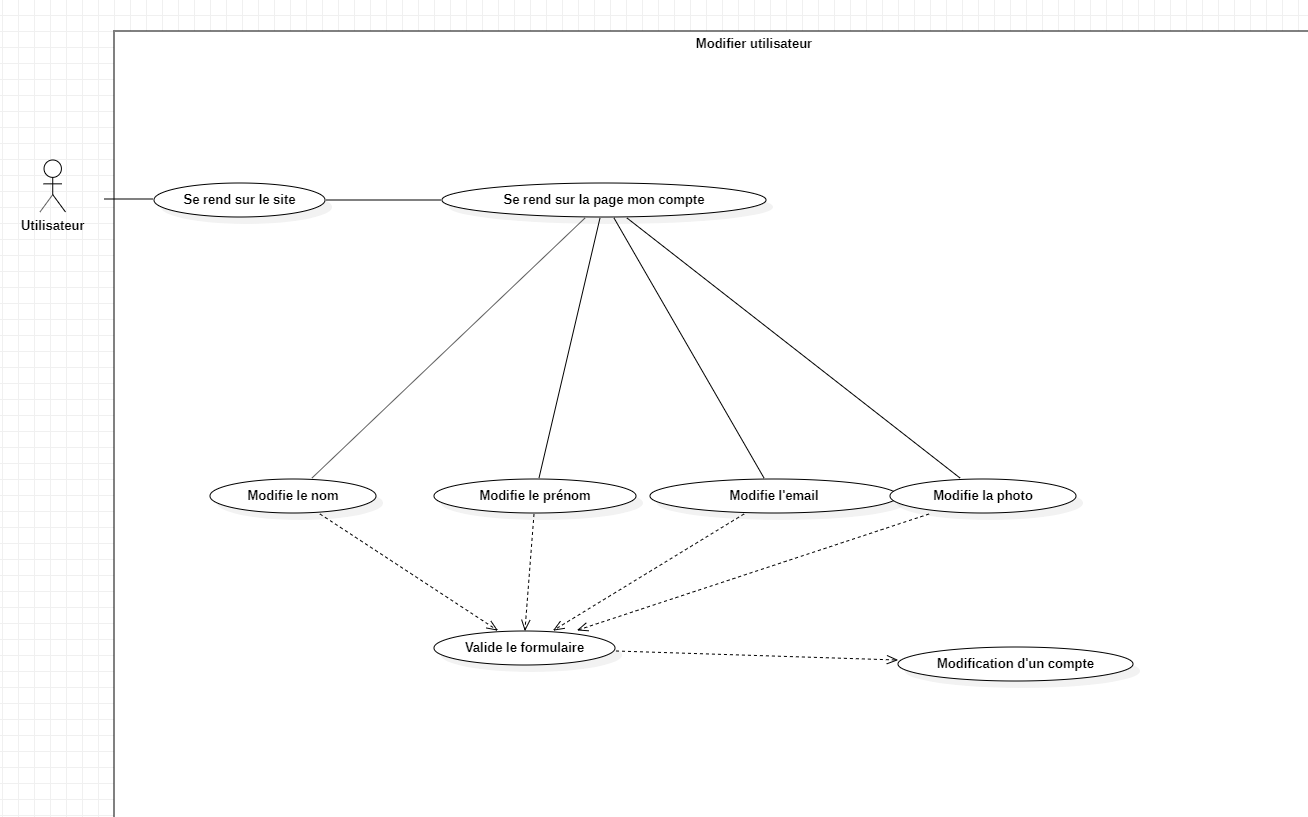 Modifier utilisateur
Se rend sur le site
Se rend sur la page mon compte
Utilisateur
Modifie le nom
Modifie le prénom
Modifie l'email
Modifie la photo
Valide le formulaire
Modification d'un compte